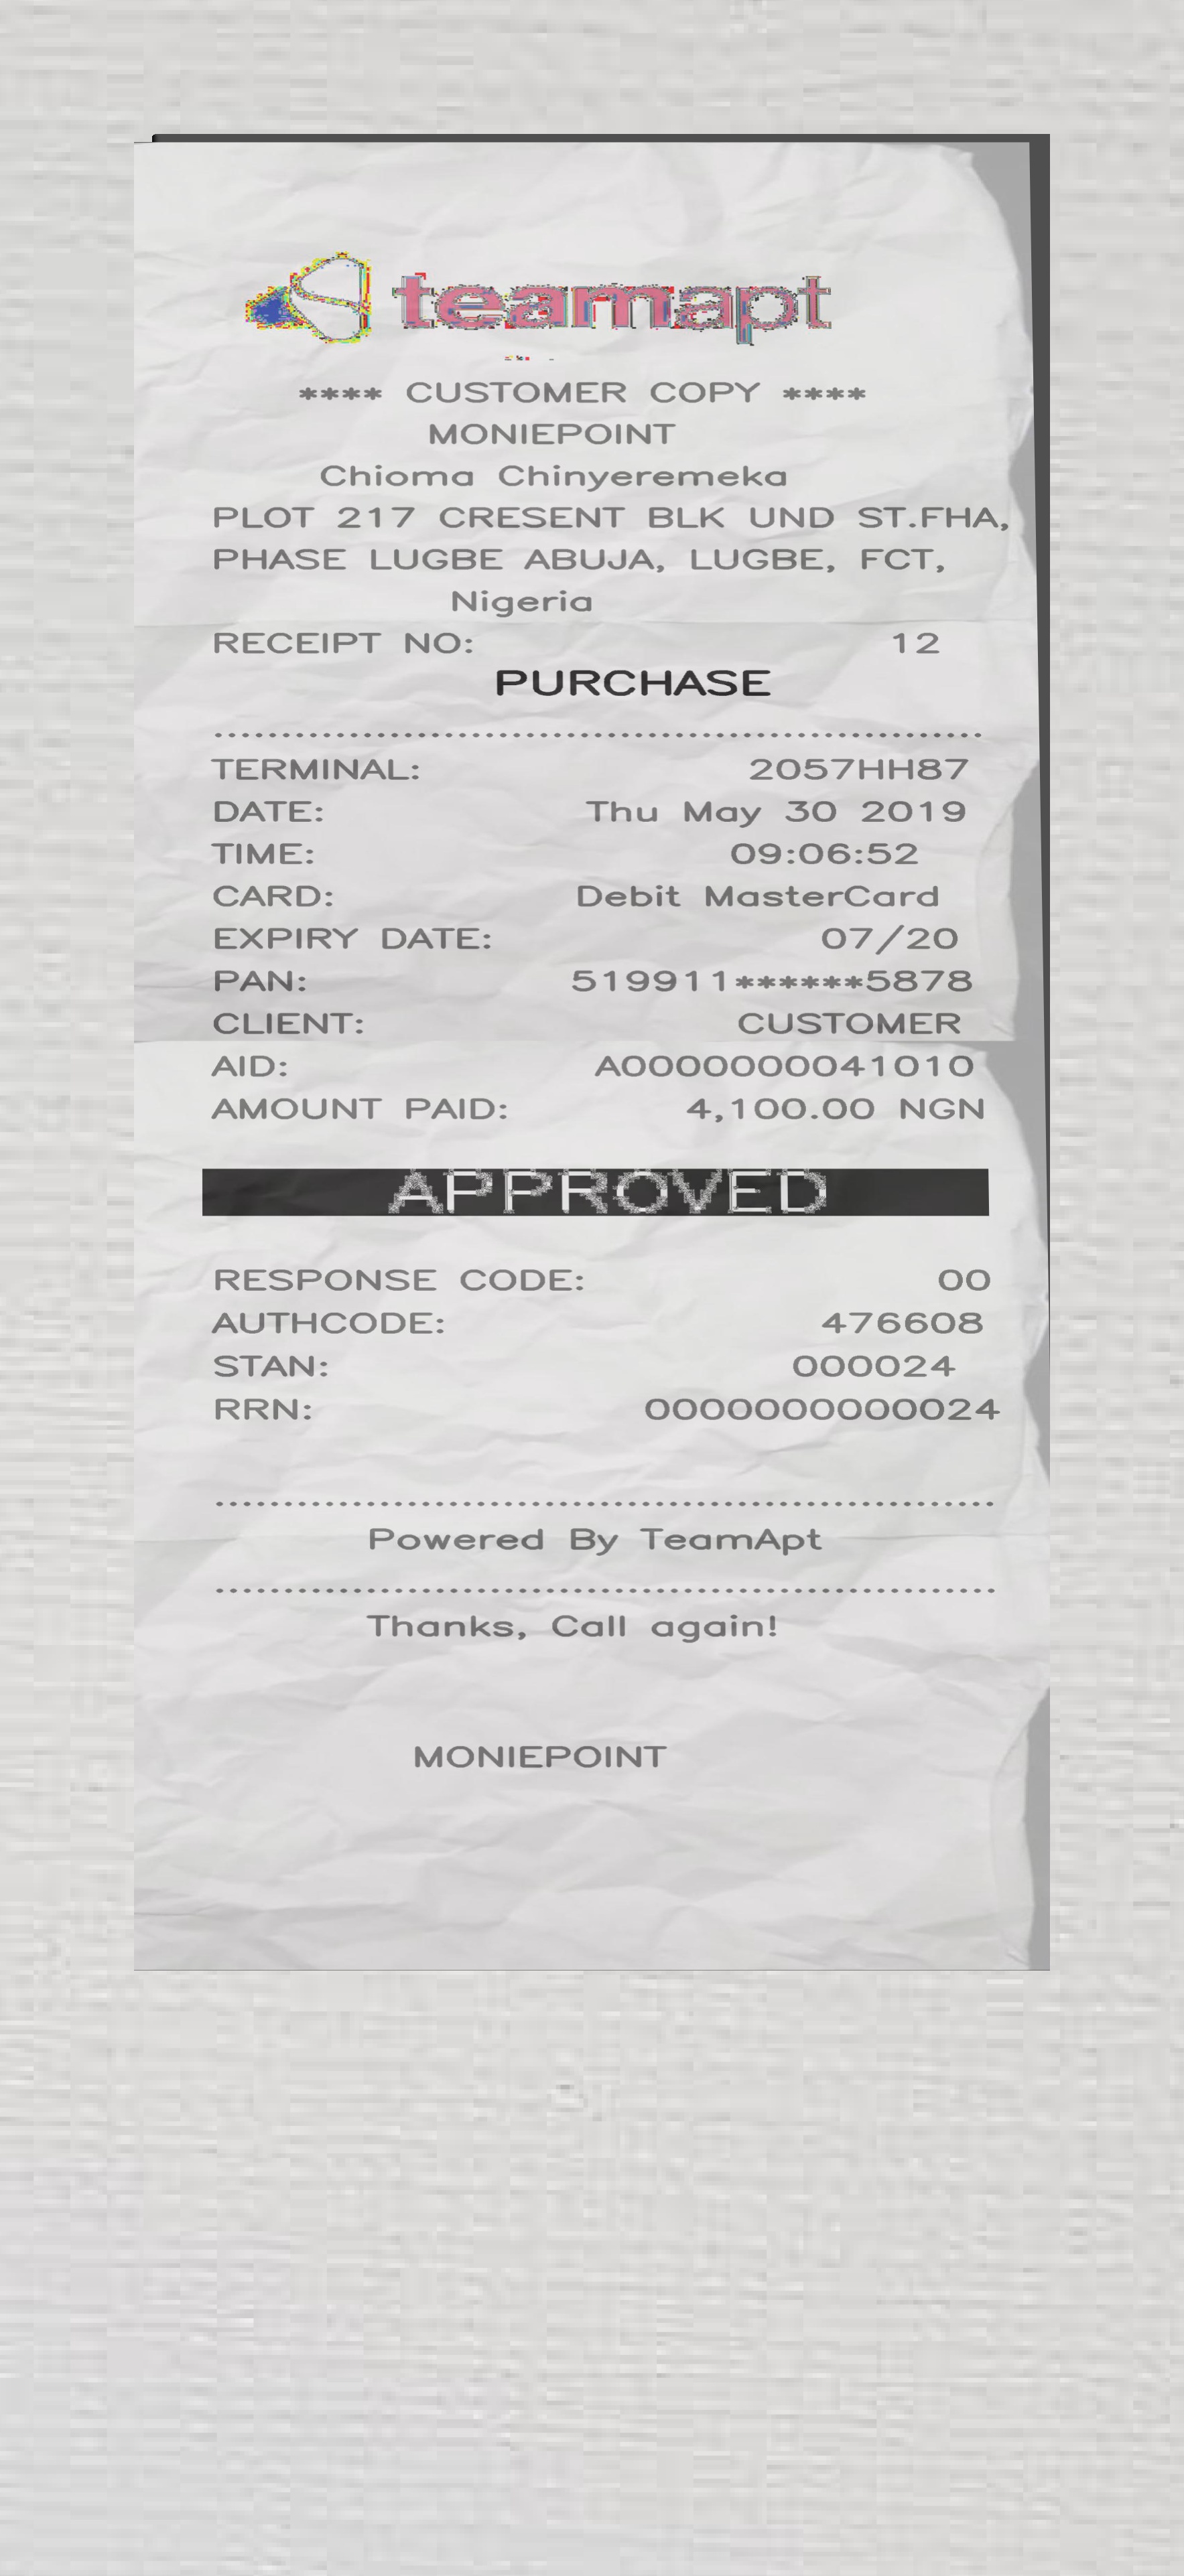 teamapt
**** CUSTOMER COPY ****
MONIEPOINT
Chioma Chinyeremeka
PLOT 217 CRESENT BLK UND ST.FHA,
PHASE LUGBE ABUJA, LUGBE, FCT,
Nigeria
RECEIPT NO: 12
PURCHASE
TERMINAL: 2057HH87
DATE: Thu May 30 2019
TIME: 09:06:52
CARD: Debit MasterCard
EXPIRY DATE: 07/20
PAN: 519911******5878
CLIENT: CUSTOMER
AID: A0000000041010
AMOUNT PAID: 4,100.00 NGN
APPROVED
RESPONSE CODE: 00
AUTHCODE: 476608
STAN: 000024
RRN: 000000000000024
Powered By TeamApt
Thanks, Call again!
MONIEPOINT